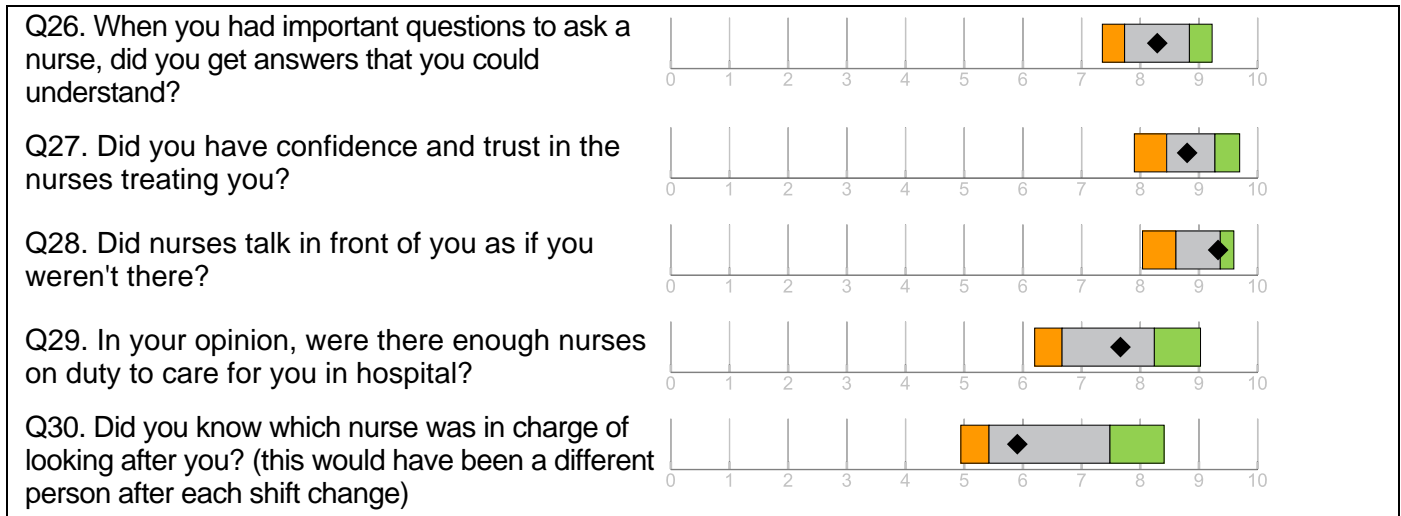 Q26. When you had important questions to ask a
nurse, did you get answers that you could
understand?
0 1 2 3 4 5 6 7 8 9 10
Q27. Did you have confidence and trust in the
nurses treating you?
0 1 2 3 4 5 6 7 8 9 10
Q28. Did nurses talk in front of you as if you
weren't there?
0 1 2 3 4 5 6 7 8 9 10
Q29. In your opinion, were there enough nurses
on duty to care for you in hospital?
0 1 2 3 4 5 6 7 8 9 10
Q30. Did you know which nurse was in charge of
looking after you? (this would have been a different
person after each shift change)
0 1 2 3 4 5 6 7 8 9 10